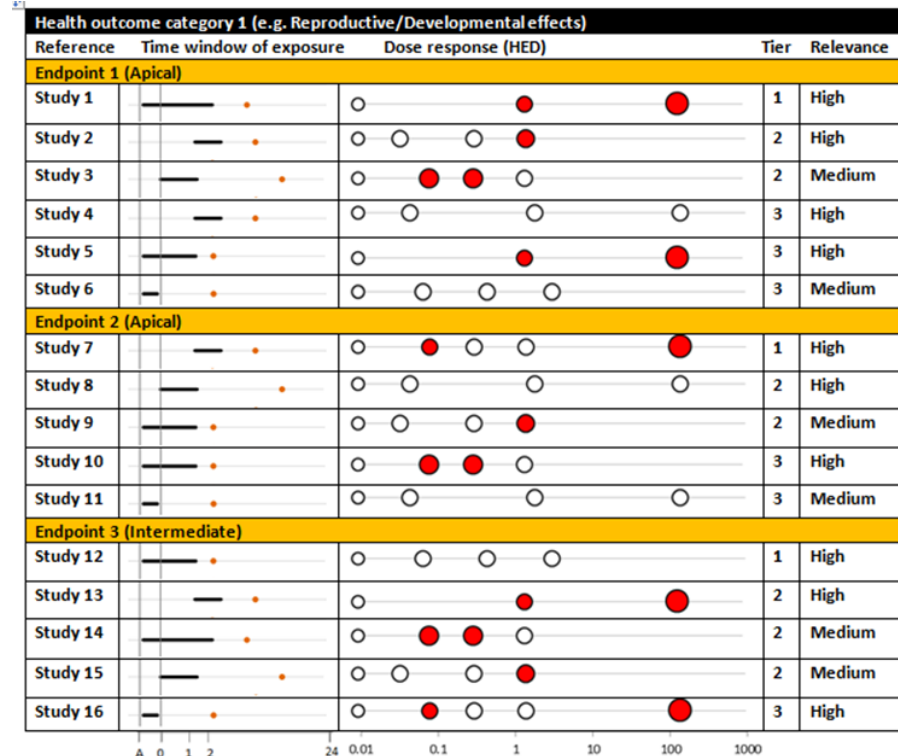 Health outcome category 1 (e.g. Reproductive/Developmental effects)
Reference Time window of exposure Dose response (HED) Tier Relevance
Endpoint 1 (Apical)
Study 1 1 High
Study 2 2 High
Study 3 2 Medium
Study 4 3 High
Study 5 3 High
Study 6 3 Medium
Endpoint 2 (Apical)
Study 7 1 High
Study 8 2 High
Study 9 2 Medium
Study 10 3 High
Study 11 3 Medium
Endpoint 3 (Intermediate)
Study 12 1 High
Study 13 2 High
Study 14 2 Medium
Study 15 2 Medium
Study 16 3 High
A 0 1 2 24 0.01 0.1 1 10 100 1000